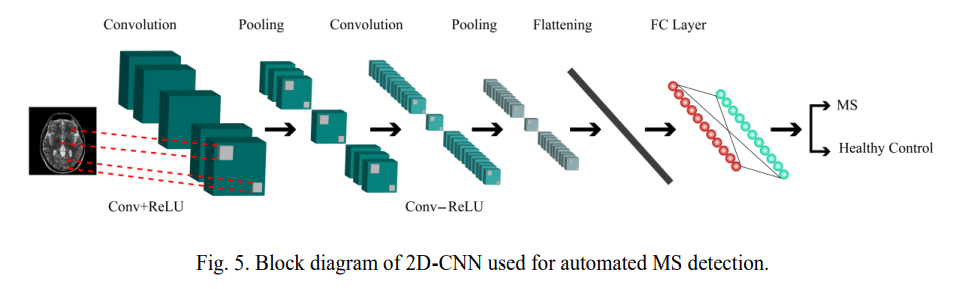 Convolution Pooling Convolution Pooling Flattening FC Layer
MS
Healthy Control
Conv+ReLU Conv–ReLU
Fig. 5. Block diagram of 2D-CNN used for automated MS detection.